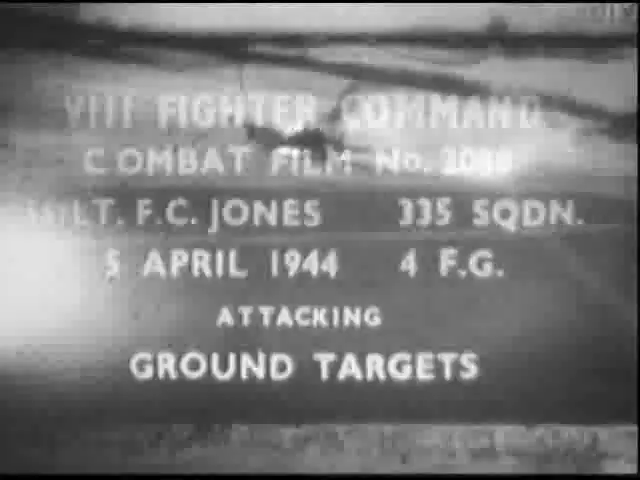 VIII FIGHTER COMMAND
COMBAT FILM No.
LT. F.C. JONES 335 SQDN.
5 APRIL 1944 4 F.G.
ATTACKING
GROUND TARGETS